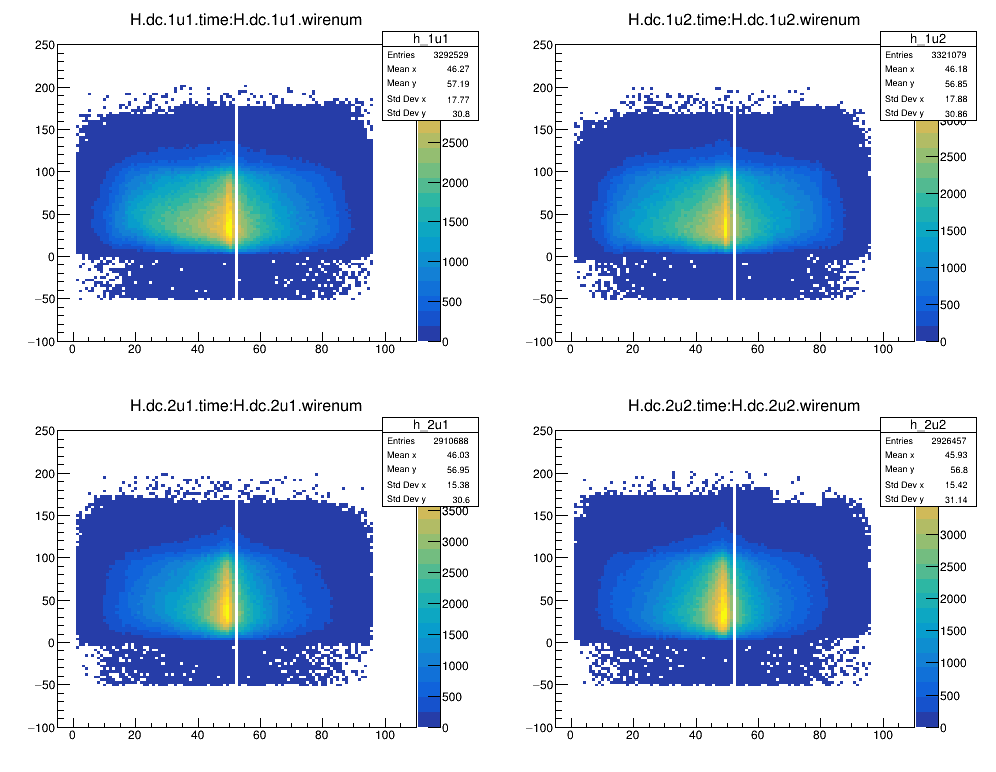 H.dc.1u1.time:H.dc.1u1.wirenum
h_1u1
Entries 3292529
Mean x 46.27
Mean y 57.19
Std Dev x 17.77
Std Dev y 30.8
250
200
150
100
50
0
−50
−100
0 20 40 60 80 100
2500
2000
1500
1000
500
0
H.dc.1u2.time:H.dc.1u2.wirenum
h_1u2
Entries 3321079
Mean x 46.18
Mean y 56.85
Std Dev x 17.88
Std Dev y 30.86
250
200
150
100
50
0
−50
−100
0 20 40 60 80 100
3000
2500
2000
1500
1000
500
0
H.dc.2u1.time:H.dc.2u1.wirenum
h_2u1
Entries 2910688
Mean x 46.03
Mean y 56.95
Std Dev x 15.38
Std Dev y 30.6
250
200
150
100
50
0
−50
−100
0 20 40 60 80 100
3500
3000
2500
2000
1500
1000
500
0
H.dc.2u2.time:H.dc.2u2.wirenum
h_2u2
Entries 2926457
Mean x 45.93
Mean y 56.8
Std Dev x 15.42
Std Dev y 31.14
250
200
150
100
50
0
−50
−100
0 20 40 60 80 100
3000
2500
2000
1500
1000
500
0